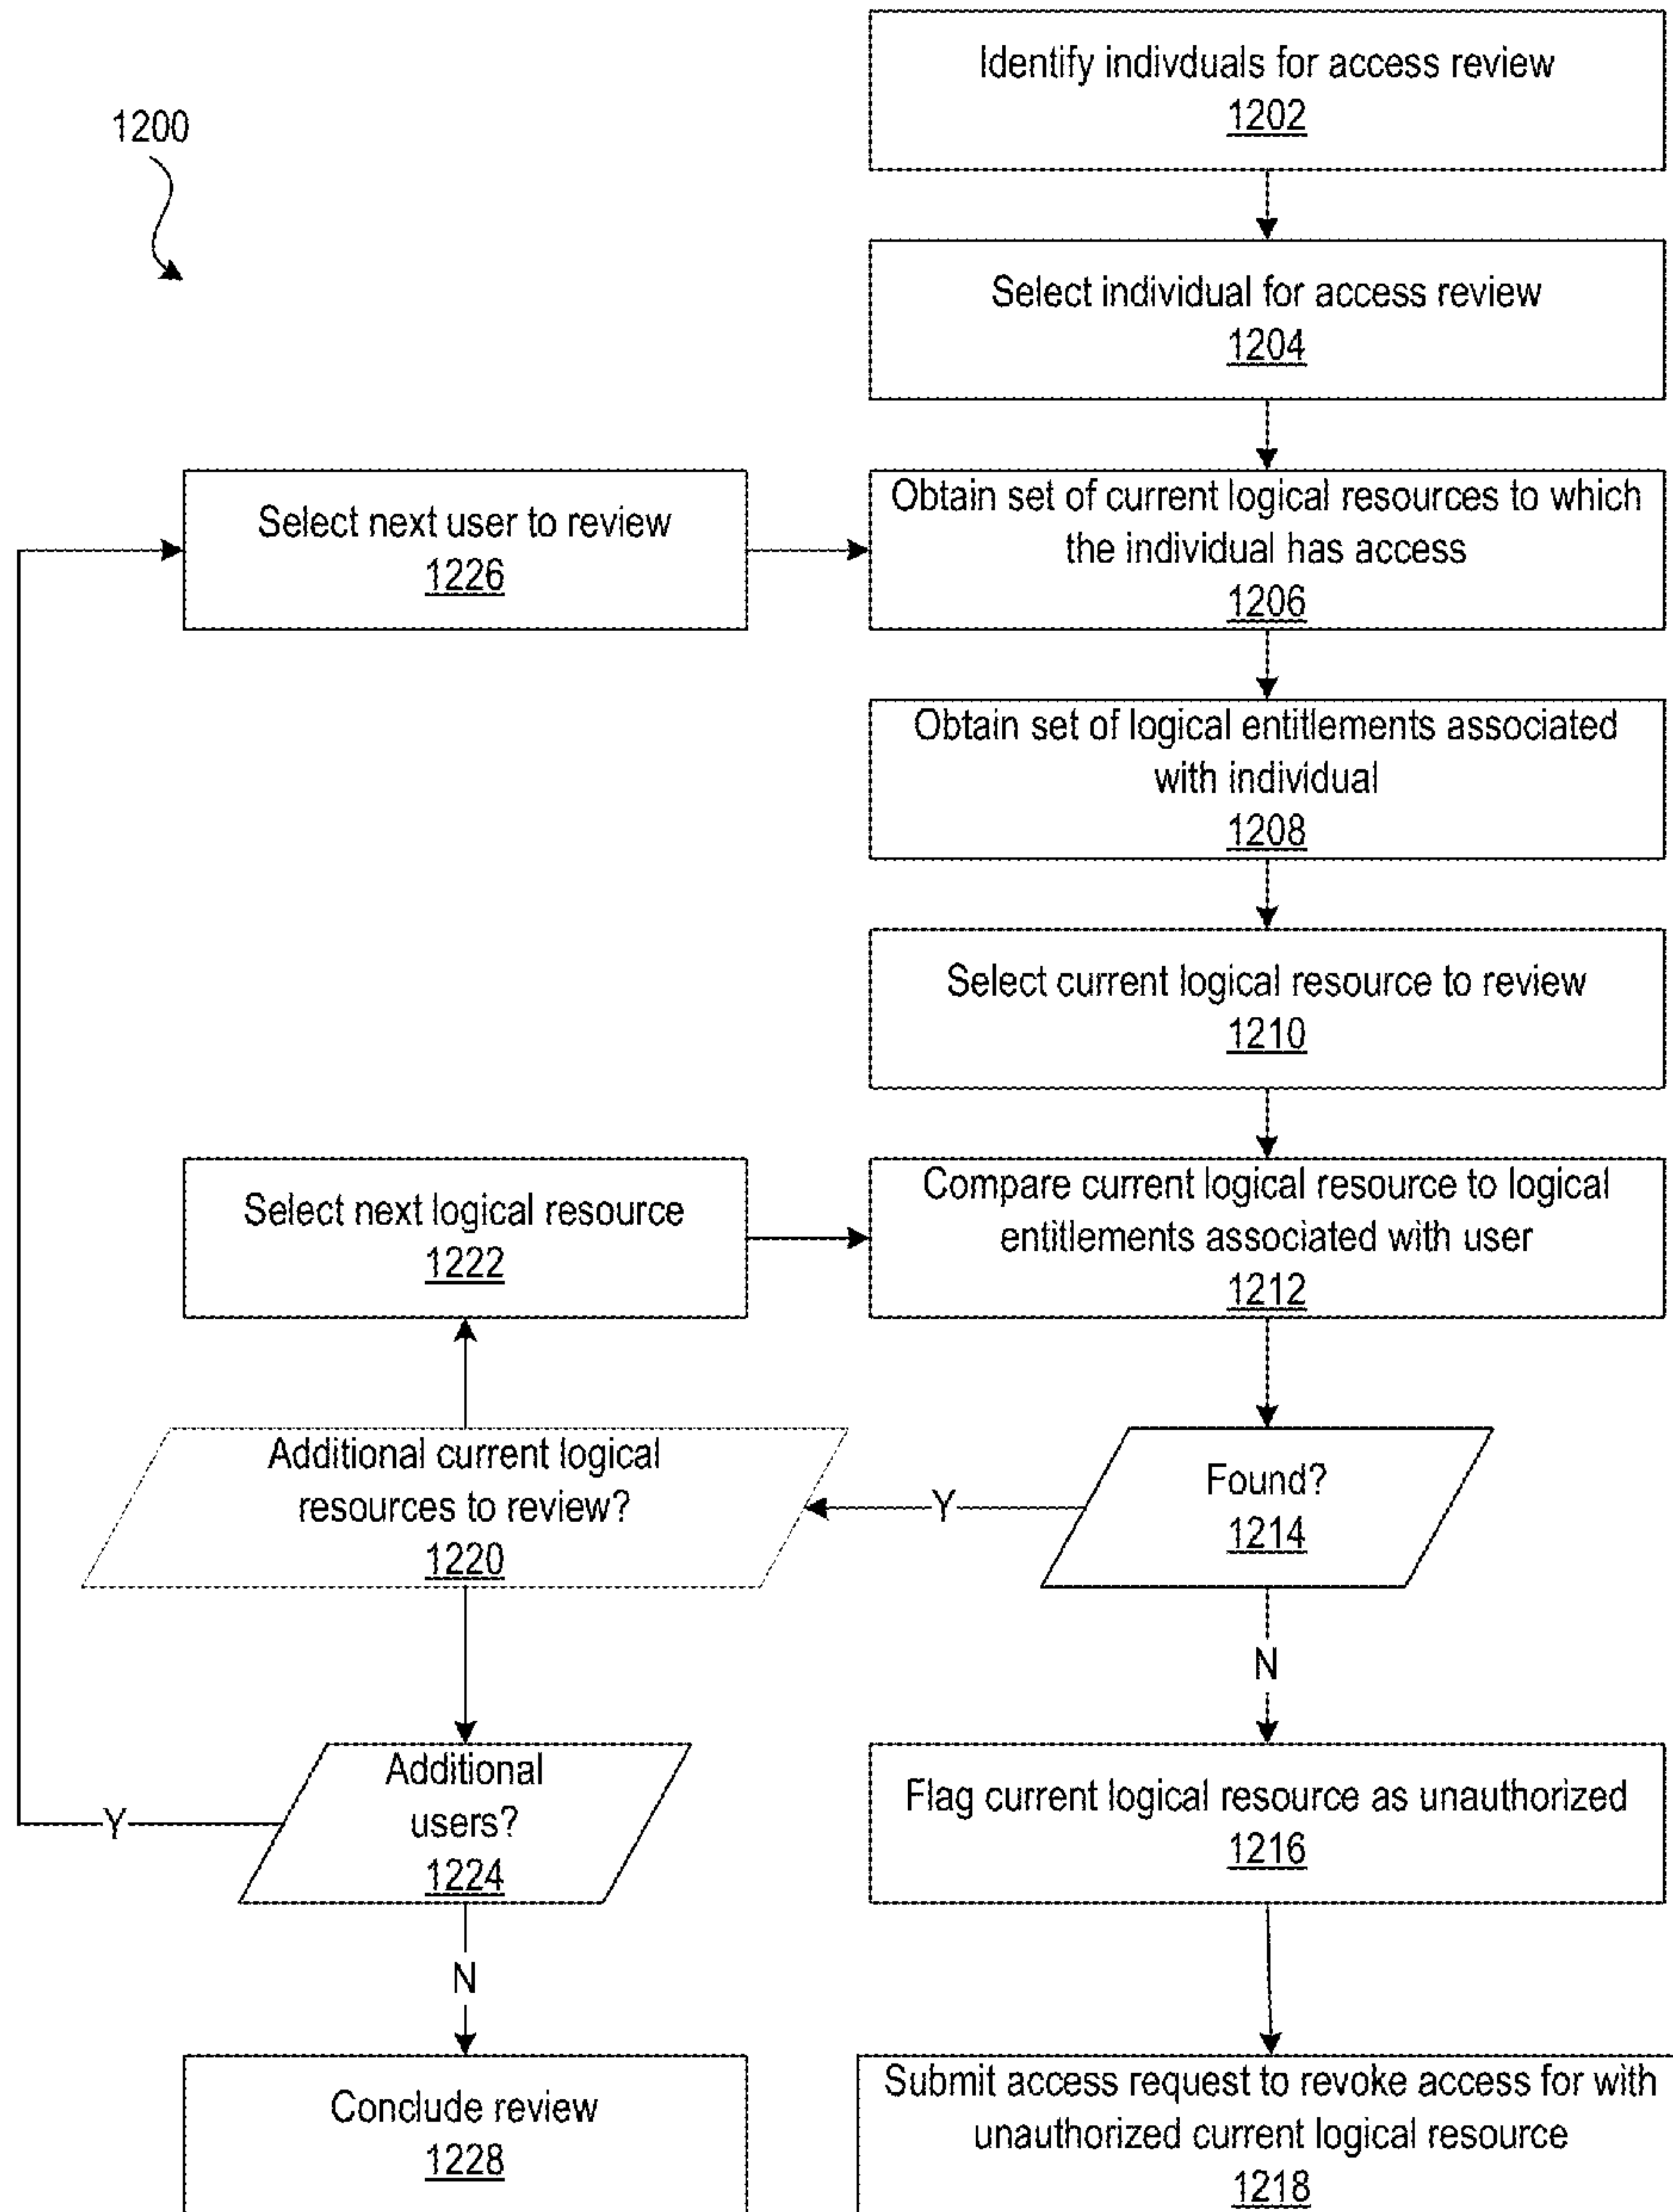 Identify indivduals for access review
1202
1200
Select individual for access review
1204
Select next user to review
1226
Obtain set of current logical resources to which
the individual has access
1206
Obtain set of logical entitlements associated
with individual
1208
Select current logical resource to review
1210
Select next logical resource
1222
Compare current logical resource to logical
entitlements associated with user
1212
Additional current logical
resources to review?
1220
Y
Found?
1214
N
Additional
users?
1224
Y
Flag current logical resource as unauthorized
1216
N
Conclude review
1228
Submit access request to revoke access for with
unauthorized current logical resource
1218